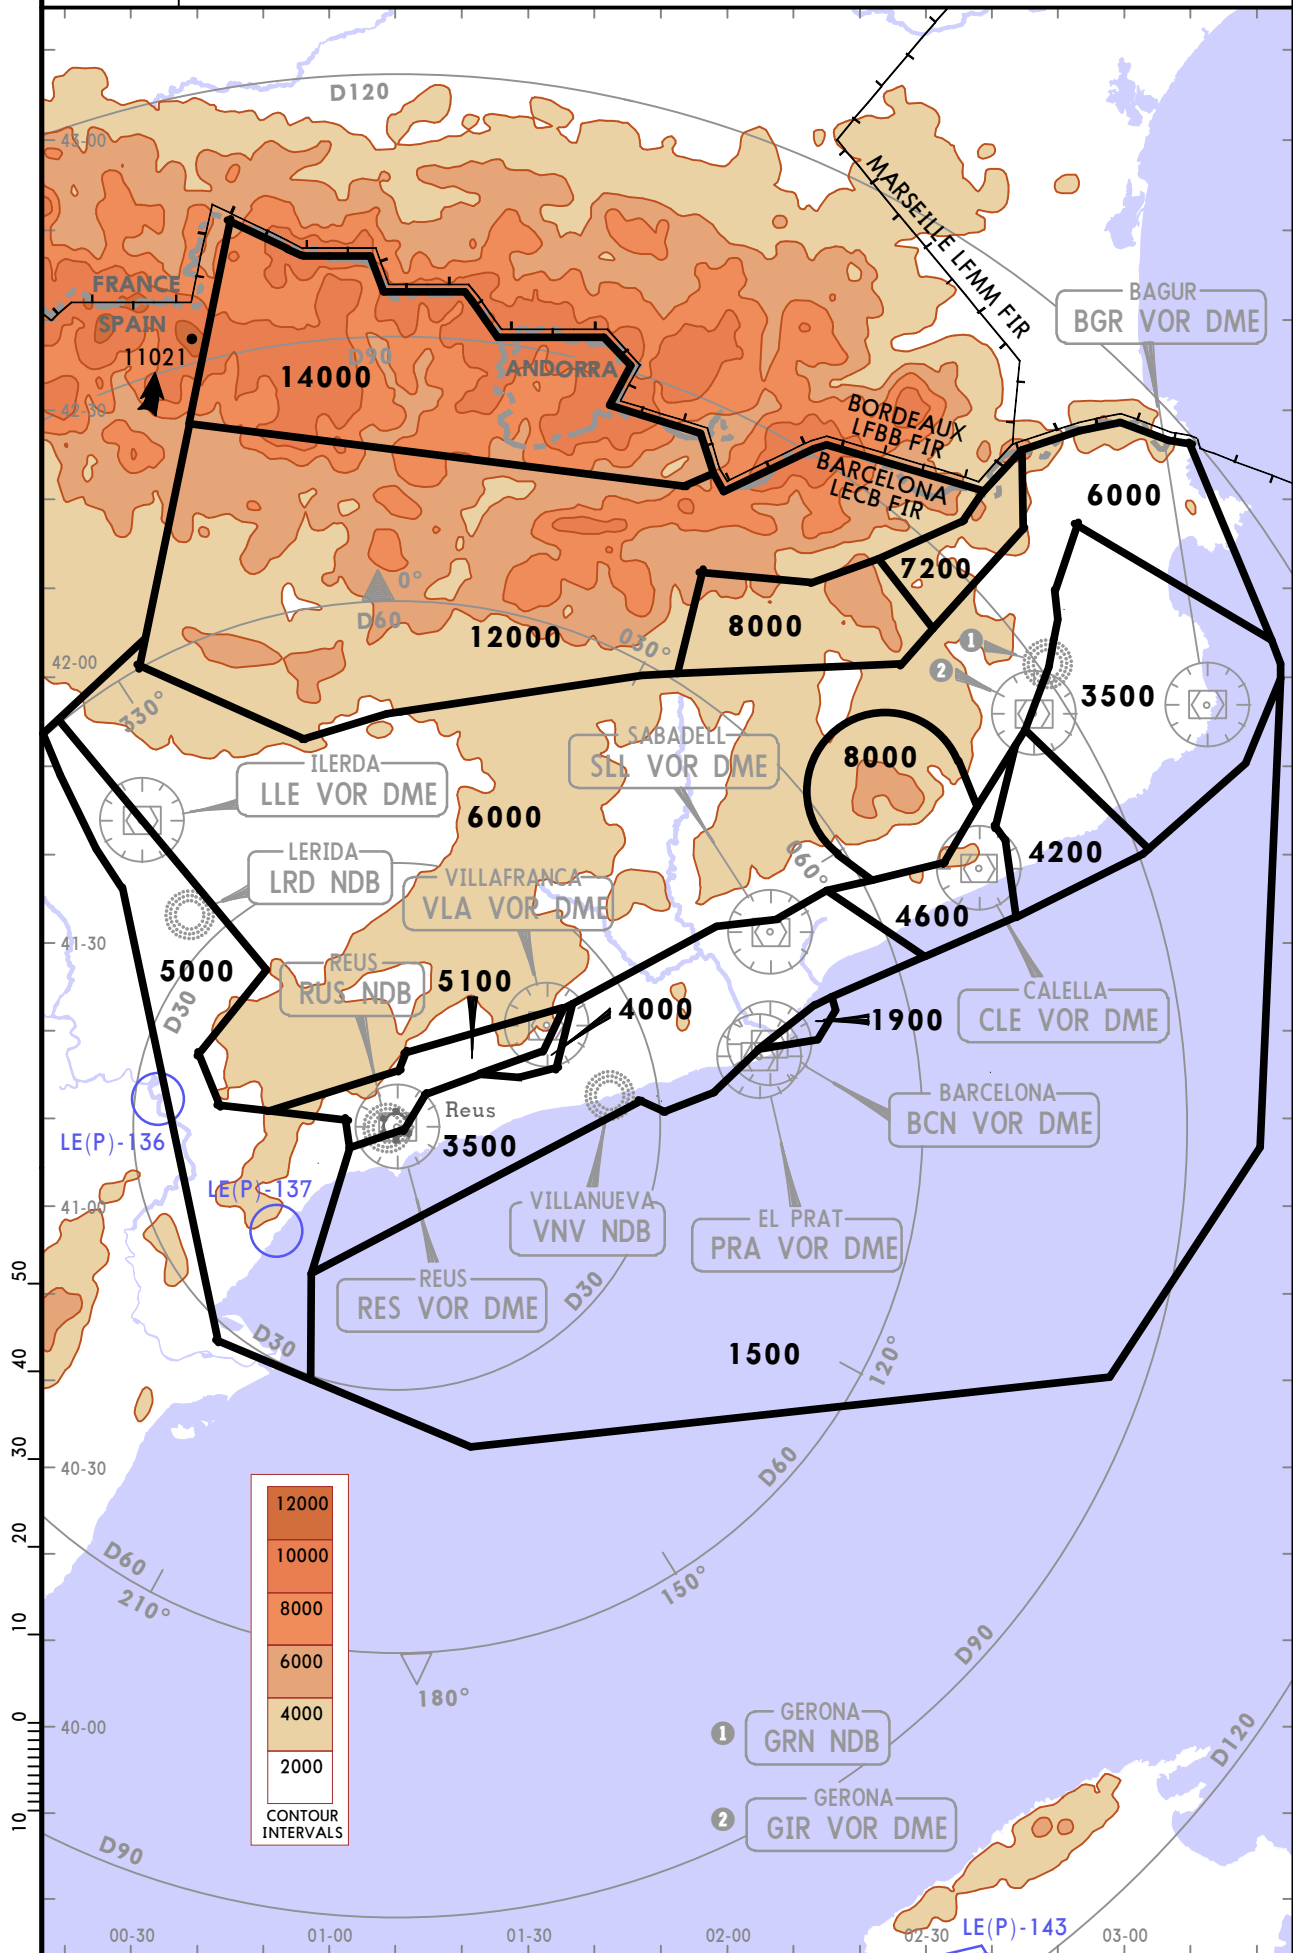 D120
43-00
MARSEILLE LFMM FIR
FRANCE
SPAIN
11021
D90
14000
ANDORRA
BAGUR
BGR VOR DME
42-30
BORDEAUX
LFBB FIR
BARCELONA
LECB FIR
6000
7200
0°
D60
12000
030°
8000
1
2
42-00
330°
3500
SABADELL
SLL VOR DME
8000
ILERDA
LLE VOR DME
6000
LERIDA
LRD NDB
VILLAFRANCA
VLA VOR DME
060°
4200
4600
41-30
5000
REUS
RUS NDB
5100
4000
D30
1900
CALELLA
CLE VOR DME
BARCELONA
BCN VOR DME
Reus
3500
LE(P)-136
LE(P)-137
41-00
VILLANUEVA
VNV NDB
EL PRAT
PRA VOR DME
REUS
RES VOR DME
D30
D30
1500
120°
50
40
30
20
10
0
10
40-30
D60
D60
210°
150°
180°
12000
10000
8000
6000
4000
2000
CONTOUR
INTERVALS
D90
40-00
1
GERONA
GRN NDB
2
GERONA
GIR VOR DME
D120
D90
LE(P)-143
00-30
01-00
01-30
02-00
02-30
03-00